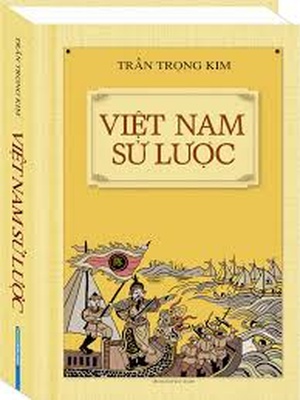 TRẦN TRỌNG KIM
VIỆT NAM
SỬ LƯỢC
TRẦN TRỌNG KIM
VIỆT NAM SỬ LƯỢC